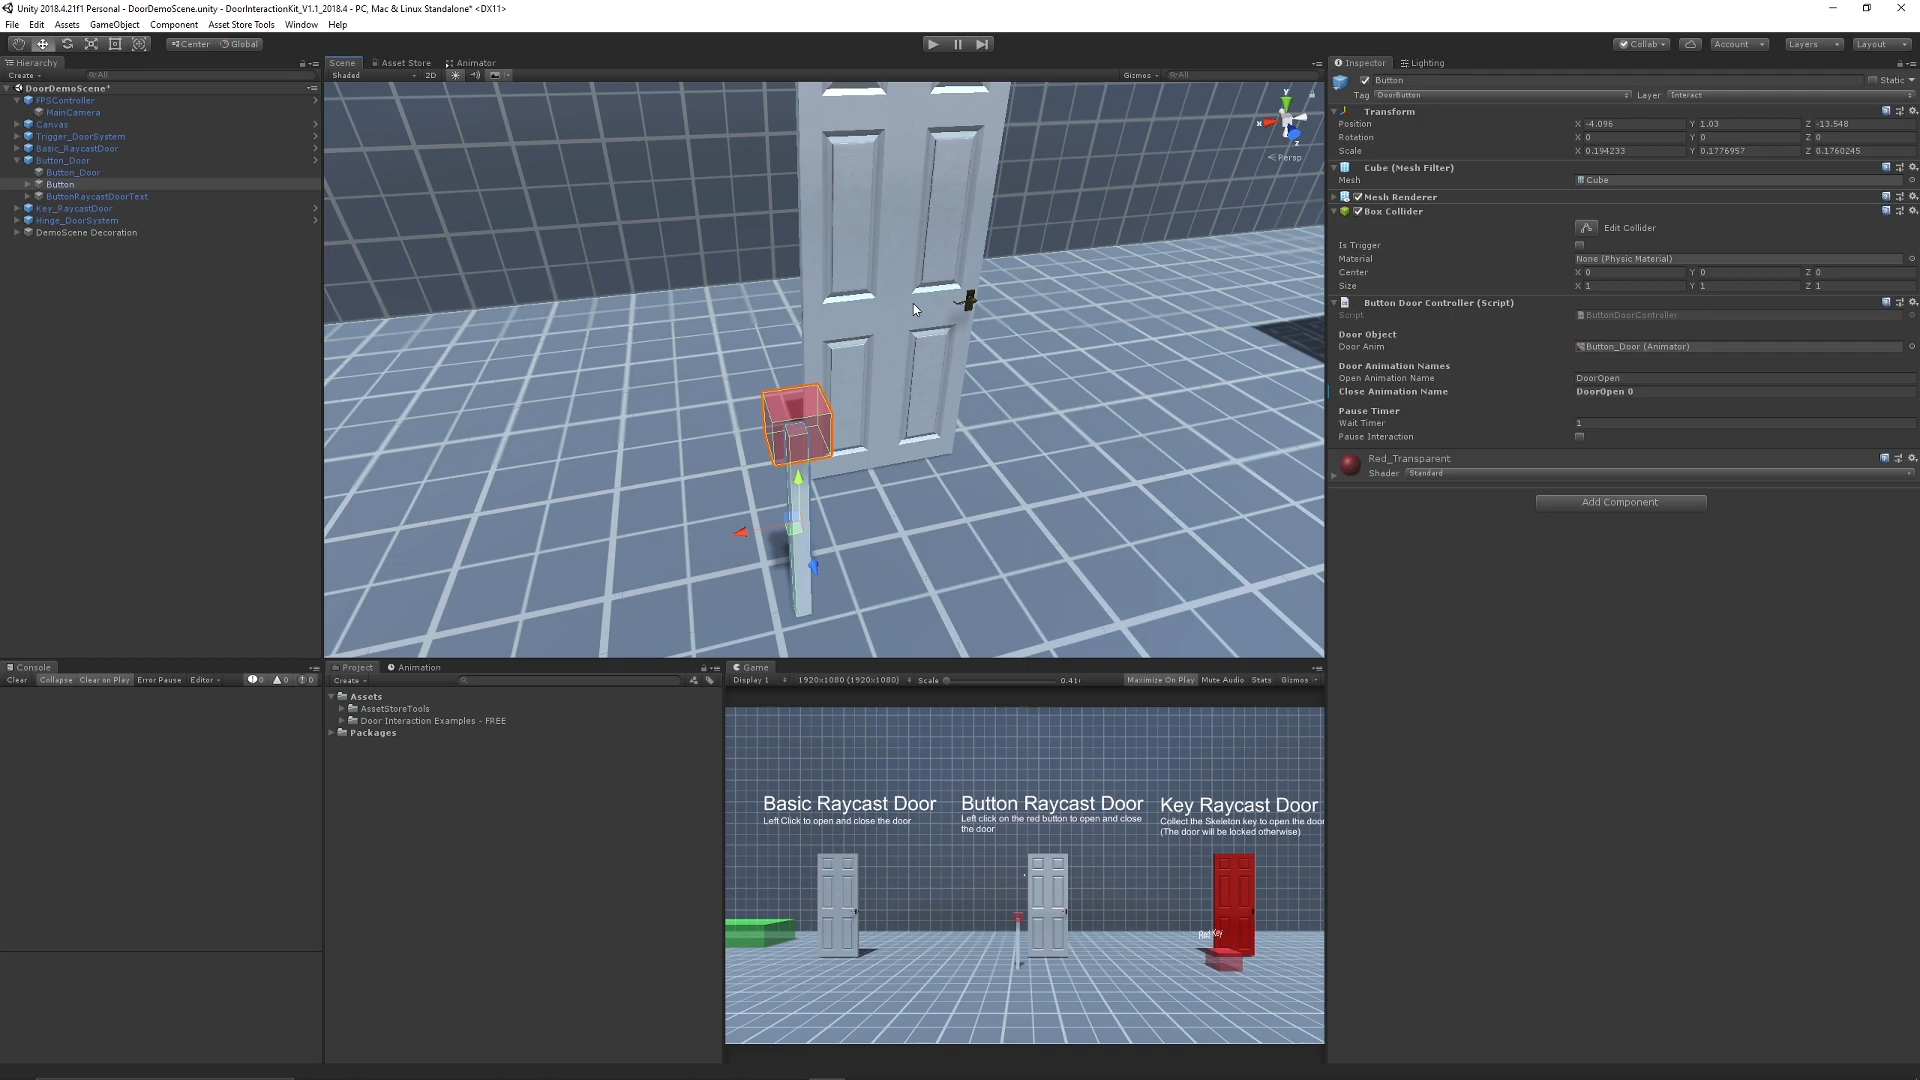 Unity 2018.4.21f1 Personal - DoorDemoScene.unity - DoorInteractionKit_V1.1_2018.4 - PC, Mac & Linux Standalone* <DX11>
File Edit Assets GameObject Component Asset Store Tools Window Help
Center Global Collab Account Layers Layout
Hierarchy
Create All
DoorDemoScene*
FPSController
MainCamera
Canvas
Trigger_DoorSystem
Basic_RaycastDoor
Button_Door
Button_Door
Button
ButtonRaycastDoorText
Key_RaycastDoor
Hinge_DoorSystem
DemoScene Decoration
Scene Asset Store Animator
Shaded 2D Gizmos All
y
x
z
Persp
Inspector Lighting
Button Static
Tag DoorButton Layer Interact
Transform
Position X -4.096 Y 1.03 Z -13.548
Rotation X 0 Y 0 Z 0
Scale X 0.194233 Y 0.1776957 Z 0.1760245
Cube (Mesh Filter)
Mesh Cube
Mesh Renderer
Box Collider
Edit Collider
Is Trigger
Material None (Physic Material)
Center X 0 Y 0 Z 0
Size X 1 Y 1 Z 1
Button Door Controller (Script)
Script ButtonDoorController
Door Object
Door Anim Button_Door (Animator)
Door Animation Names
Open Animation Name DoorOpen
Close Animation Name DoorOpen 0
Pause Timer
Wait Timer 1
Pause Interaction
Red_Transparent
Shader Standard
Add Component
Console
Clear Collapse Clear on Play Error Pause Editor 0 0 0
Project Animation
Create
Assets
AssetStoreTools
Door Interaction Examples - FREE
Packages
Game
Display 1 1920x1080 (1920x1080) Scale 0.41 Maximize On Play Mute Audio Stats Gizmos
Basic Raycast Door
Left Click to open and close the door
Button Raycast Door
Left click on the red button to open and close
the door
Key Raycast Door
Collect the Skeleton key to open the door
(The door will be locked otherwise)
Red Key